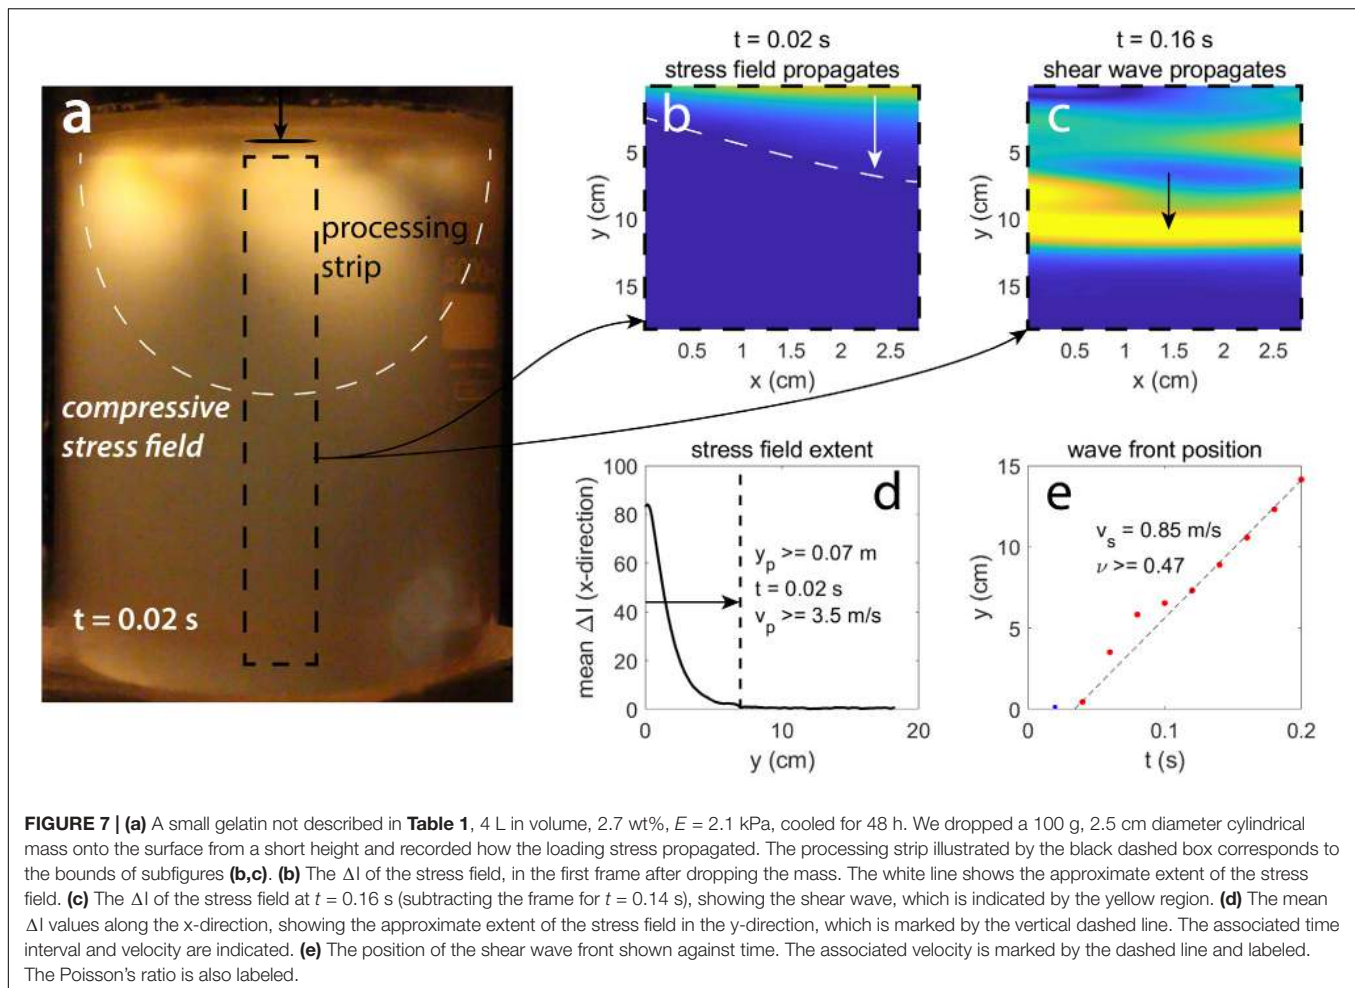 a
processing
strip
compressive
stress field
t = 0.02 s
t = 0.02 s
stress field propagates
b
5
10
15
y (cm)
0.5 1 1.5 2 2.5
x (cm)
t = 0.16 s
shear wave propagates
c
5
10
15
y (cm)
0.5 1 1.5 2 2.5
x (cm)
stress field extent
d
100
80
60
40
20
0
mean ΔI (x-direction)
y_p >= 0.07 m
t = 0.02 s
v_p >= 3.5 m/s
0 10 20
y (cm)
wave front position
e
15
10
5
0
y (cm)
v_s = 0.85 m/s
ν >= 0.47
0 0.1 0.2
t (s)
FIGURE 7 | (a) A small gelatin not described in Table 1, 4 L in volume, 2.7 wt%, E = 2.1 kPa, cooled for 48 h. We dropped a 100 g, 2.5 cm diameter cylindrical
mass onto the surface from a short height and recorded how the loading stress propagated. The processing strip illustrated by the black dashed box corresponds to
the bounds of subfigures (b,c). (b) The ΔI of the stress field, in the first frame after dropping the mass. The white line shows the approximate extent of the stress
field. (c) The ΔI of the stress field at t = 0.16 s (subtracting the frame for t = 0.14 s), showing the shear wave, which is indicated by the yellow region. (d) The mean
ΔI values along the x-direction, showing the approximate extent of the stress field in the y-direction, which is marked by the vertical dashed line. The associated time
interval and velocity are indicated. (e) The position of the shear wave front shown against time. The associated velocity is marked by the dashed line and labeled.
The Poisson's ratio is also labeled.